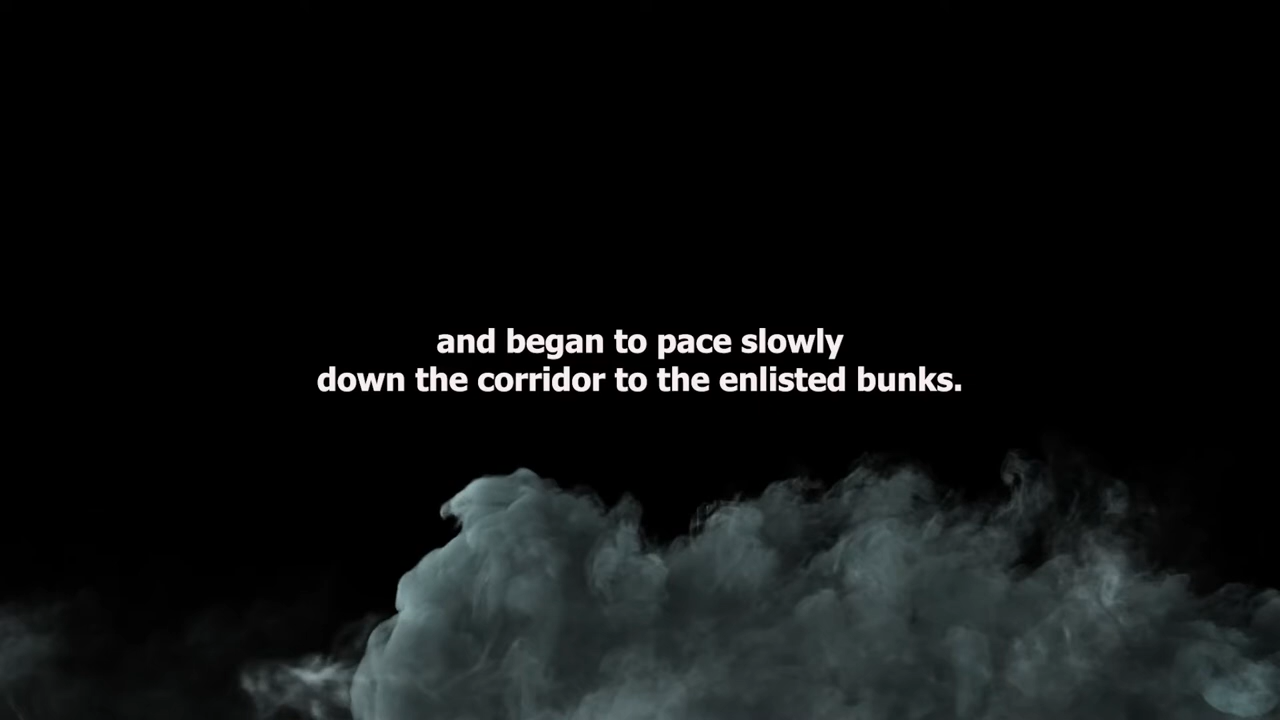 and began to pace slowly
down the corridor to the enlisted bunks.